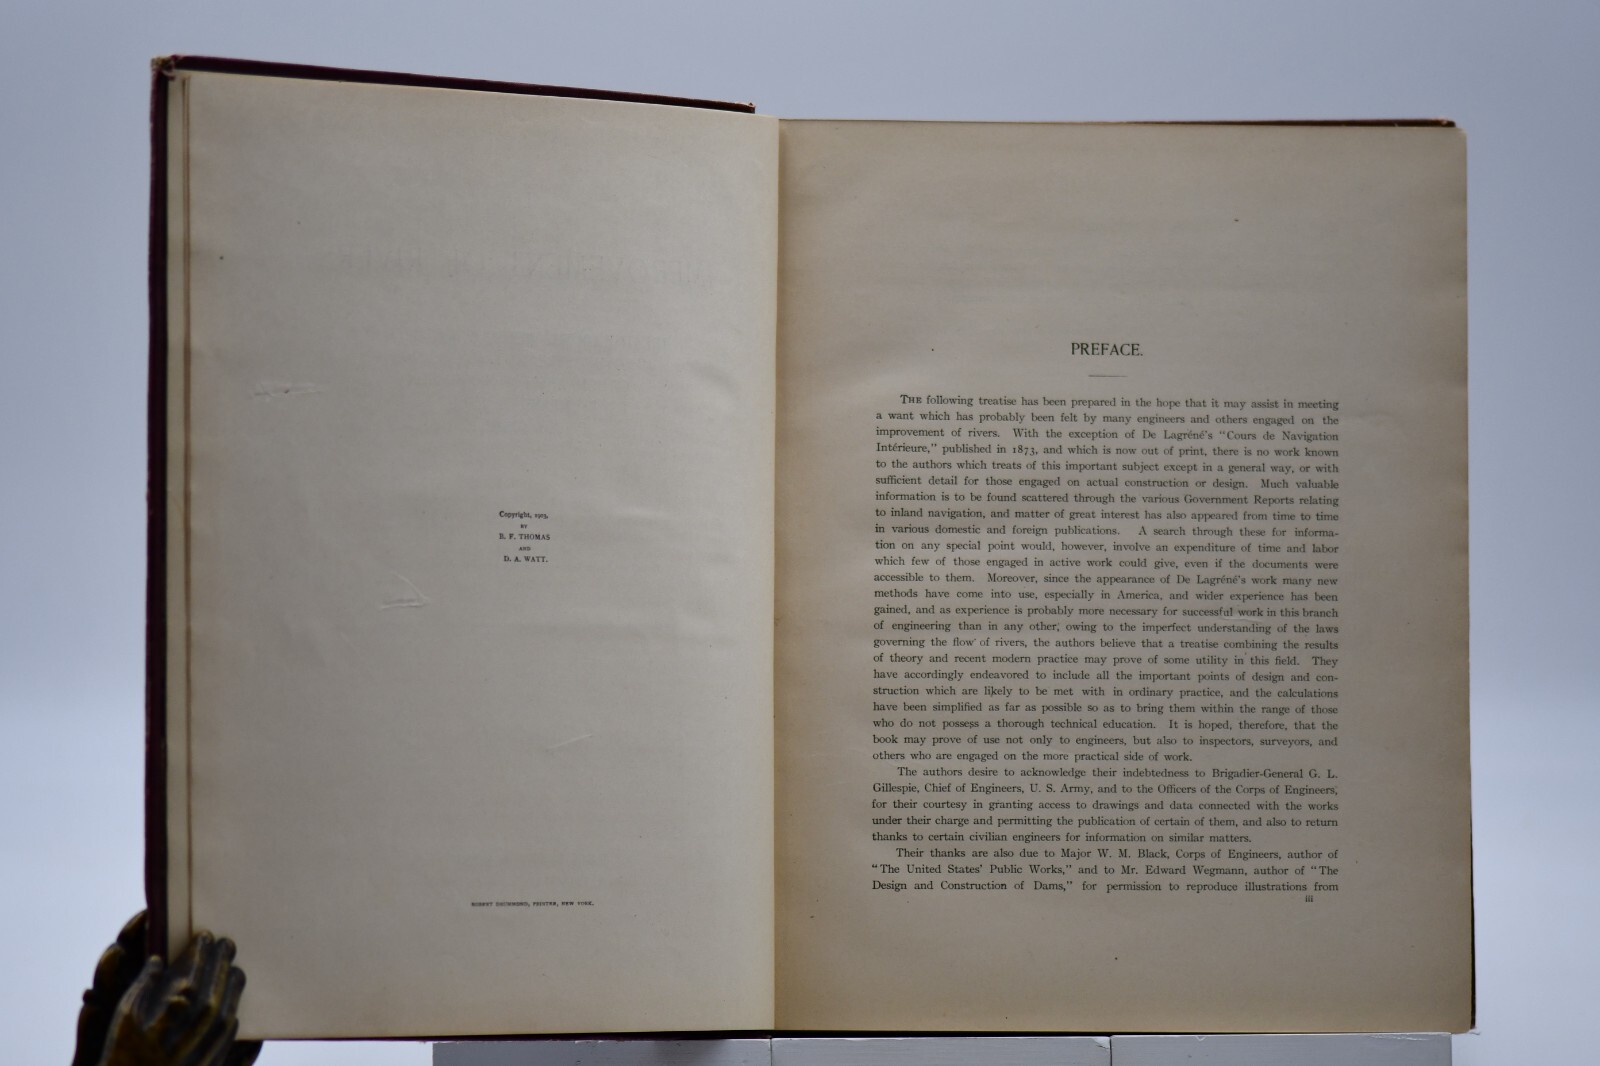 Copyright, 1903,
BY
B. F. THOMAS
AND
D. A. WATT.
ROBERT DRUMMOND, PRINTER, NEW YORK.
PREFACE.
THE following treatise has been prepared in the hope that it may assist in meeting
a want which has probably been felt by many engineers and others engaged on the
improvement of rivers. With the exception of De Lagréné's "Cours de Navigation
Intérieure," published in 1873, and which is now out of print, there is no work known
to the authors which treats of this important subject except in a general way, or with
sufficient detail for those engaged on actual construction or design. Much valuable
information is to be found scattered through the various Government Reports relating
to inland navigation, and matter of great interest has also appeared from time to time
in various domestic and foreign publications. A search through these for informa-
tion on any special point would, however, involve an expenditure of time and labor
which few of those engaged in active work could give, even if the documents were
accessible to them. Moreover, since the appearance of De Lagréné's work many new
methods have come into use, especially in America, and wider experience has been
gained, and as experience is probably more necessary for successful work in this branch
of engineering than in any other, owing to the imperfect understanding of the laws
governing the flow of rivers, the authors believe that a treatise combining the results
of theory and recent modern practice may prove of some utility in this field. They
have accordingly endeavored to include all the important points of design and con-
struction which are likely to be met with in ordinary practice, and the calculations
have been simplified as far as possible so as to bring them within the range of those
who do not possess a thorough technical education. It is hoped, therefore, that the
book may prove of use not only to engineers, but also to inspectors, surveyors, and
others who are engaged on the more practical side of work.
The authors desire to acknowledge their indebtedness to Brigadier-General G. L.
Gillespie, Chief of Engineers, U. S. Army, and to the Officers of the Corps of Engineers,
for their courtesy in granting access to drawings and data connected with the works
under their charge and permitting the publication of certain of them, and also to return
thanks to certain civilian engineers for information on similar matters.
Their thanks are also due to Major W. M. Black, Corps of Engineers, author of
"The United States' Public Works," and to Mr. Edward Wegmann, author of "The
Design and Construction of Dams," for permission to reproduce illustrations from
iii